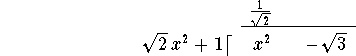 1/√2
√2 x² + 1 ⌈ x² − √3